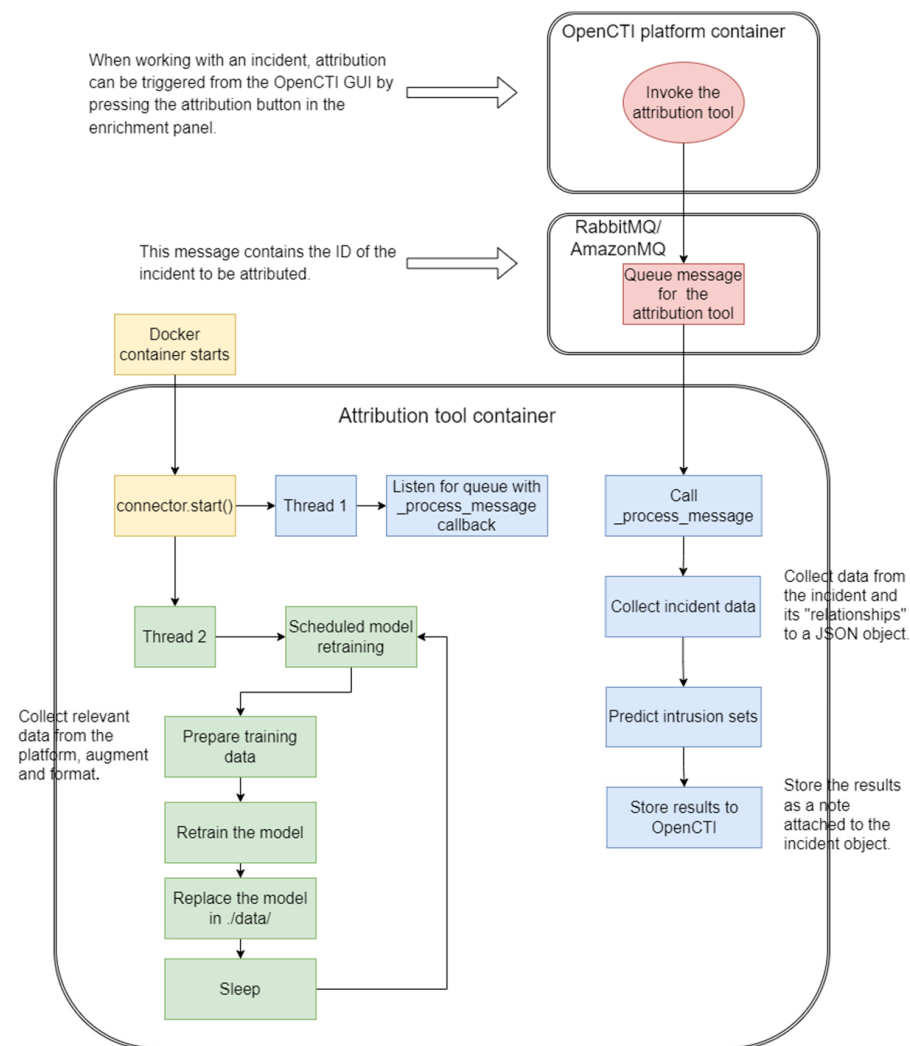 OpenCTI platform container
When working with an incident, attribution
can be triggered from the OpenCTI GUI by
pressing the attribution button in the
enrichment panel.
Invoke the
attribution tool
RabbitMQ/
AmazonMQ
This message contains the ID of the
incident to be attributed.
Queue message
for the
attribution tool
Docker
container starts
Attribution tool container
connector.start()
Thread 1
Listen for queue with
_process_message
callback
Call
_process_message
Collect incident data
Collect data from
the incident and
its "relationships"
to a JSON object.
Thread 2
Scheduled model
retraining
Collect relevant
data from the
platform, augment
and format.
Prepare training
data
Predict intrusion sets
Retrain the model
Store results to
OpenCTI
Store the results
as a note
attached to the
incident object.
Replace the model
in ./data/
Sleep